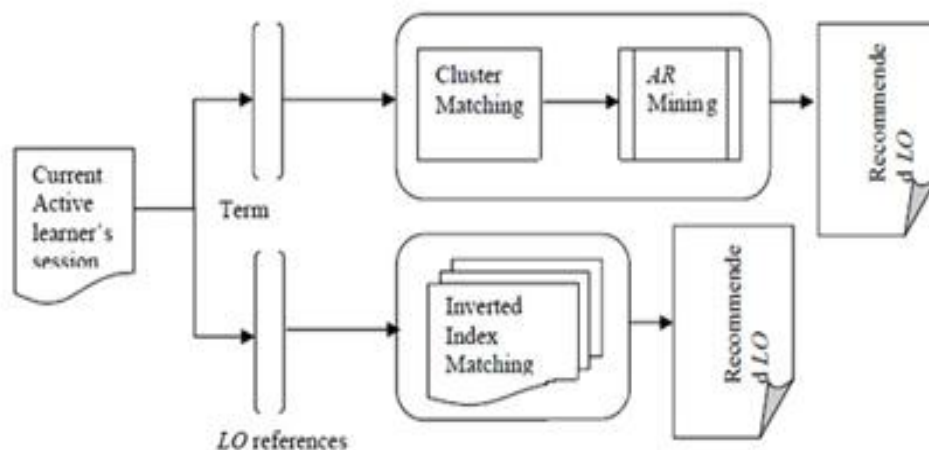 Current
Active
learner's
session
Term
LO references
Cluster
Matching
AR
Mining
Recommende
d LO
Inverted
Index
Matching
Recommende
d LO